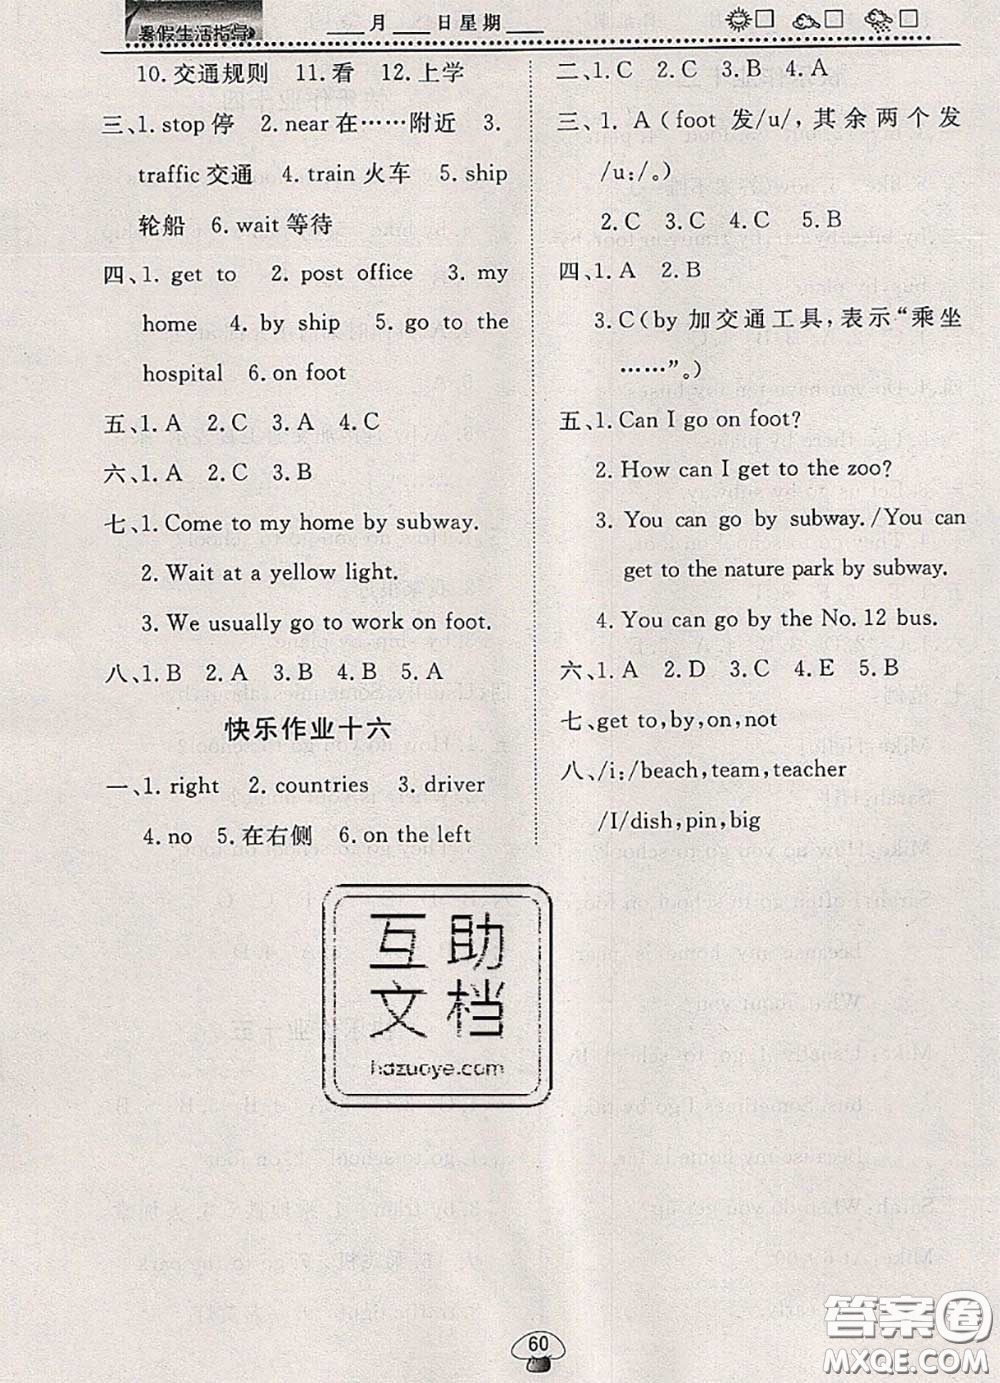 暑假生活指导
月 日星期
10. 交通规则 11. 看 12. 上学
三、1. stop 停 2. near 在……附近 3.
traffic 交通 4. train 火车 5. ship
轮船 6. wait 等待
四、1. get to 2. post office 3. my
home 4. by ship 5. go to the
hospital 6. on foot
五、1. A 2. C 3. A 4. C
六、1. A 2. C 3. B
七、1. Come to my home by subway.
2. Wait at a yellow light.
3. We usually go to work on foot.
八、1. B 2. A 3. B 4. B 5. A
快乐作业十六
一、1. right 2. countries 3. driver
4. no 5. 在右侧 6. on the left
二、1. C 2. C 3. B 4. A
三、1. A(foot 发/u/,其余两个发
/u:/。)
2. C 3. C 4. C 5. B
四、1. A 2. B
3. C(by 加交通工具,表示“乘坐
……”。)
五、1. Can I go on foot?
2. How can I get to the zoo?
3. You can go by subway./You can
get to the nature park by subway.
4. You can go by the No. 12 bus.
六、1. A 2. D 3. C 4. E 5. B
七、get to,by,on,not
八、/i:/beach,team,teacher
/I/dish,pin,big
互助
文档
hdzuoye.com
60
答案圈
MXQE.COM